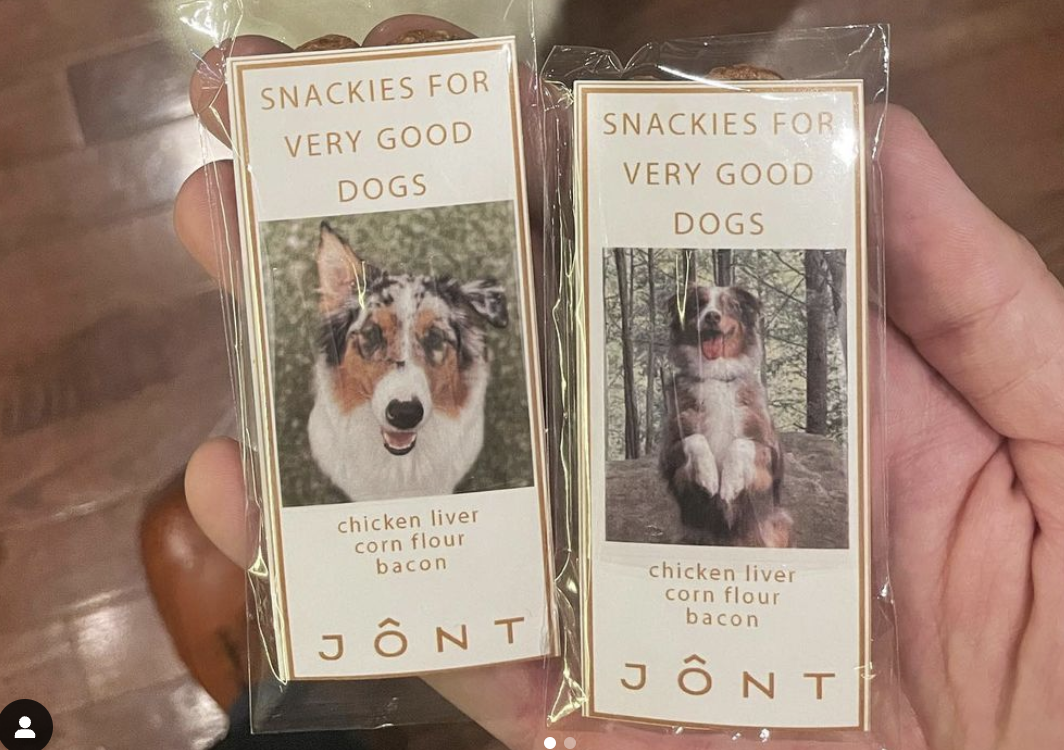 SNACKIES FOR
VERY GOOD
DOGS
chicken liver
corn flour
bacon
JÔNT
SNACKIES FOR
VERY GOOD
DOGS
chicken liver
corn flour
bacon
JÔNT